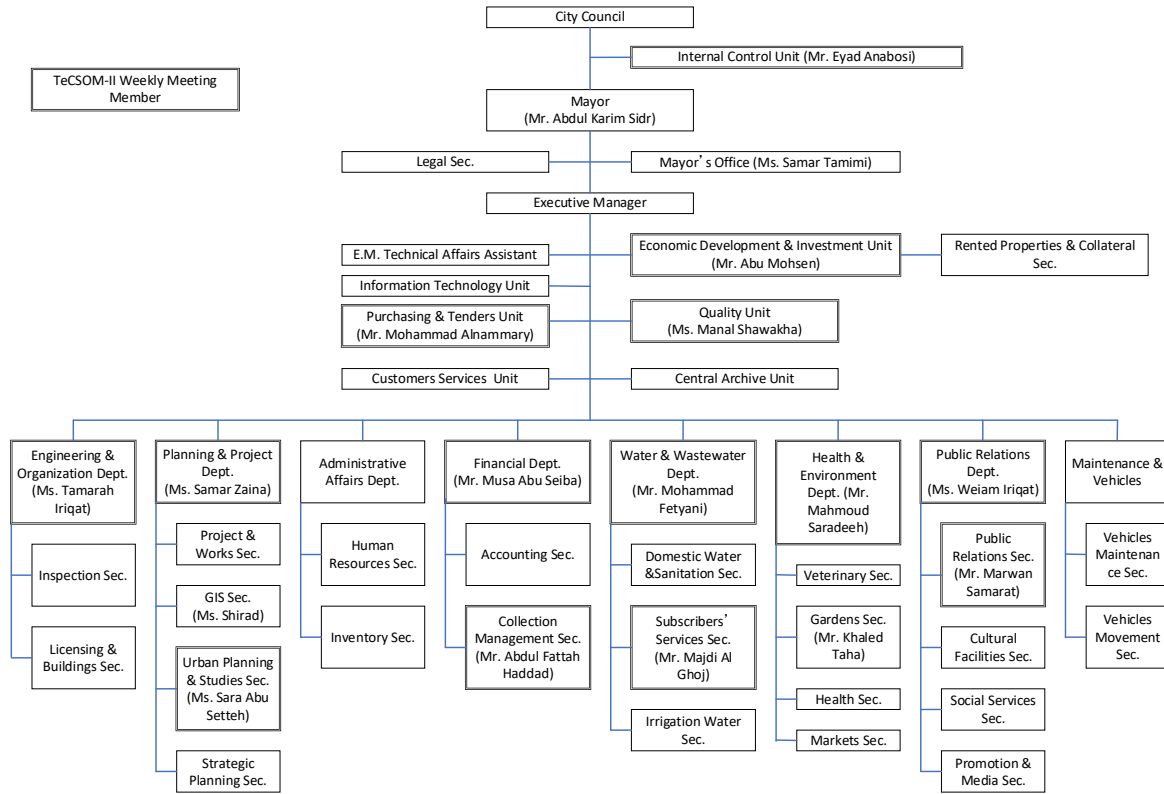 City Council
Internal Control Unit (Mr. Eyad Anabosi)
TeCSOM-II Weekly Meeting
Member
Mayor
(Mr. Abdul Karim Sidr)
Legal Sec.
Mayor's Office (Ms. Samar Tamimi)
Executive Manager
E.M. Technical Affairs Assistant
Economic Development & Investment Unit
(Mr. Abu Mohsen)
Rented Properties & Collateral
Sec.
Information Technology Unit
Purchasing & Tenders Unit
(Mr. Mohammad Alnammary)
Quality Unit
(Ms. Manal Shawakha)
Customers Services Unit
Central Archive Unit
Engineering &
Organization Dept.
(Ms. Tamarah
Iriqat)
Planning & Project
Dept.
(Ms. Samar Zaina)
Administrative
Affairs Dept.
Financial Dept.
(Mr. Musa Abu Seiba)
Water & Wastewater
Dept.
(Mr. Mohammad
Fetyani)
Health &
Environment
Dept. (Mr.
Mahmoud
Saradeeh)
Public Relations
Dept.
(Ms. Weiam Iriqat)
Maintenance &
Vehicles
Inspection Sec.
Licensing &
Buildings Sec.
Project &
Works Sec.
GIS Sec.
(Ms. Shirad)
Urban Planning
& Studies Sec.
(Ms. Sara Abu
Setteh)
Strategic
Planning Sec.
Human
Resources Sec.
Inventory Sec.
Accounting Sec.
Collection
Management Sec.
(Mr. Abdul Fattah
Haddad)
Domestic Water
&Sanitation Sec.
Subscribers'
Services Sec.
(Mr. Majdi Al
Ghoj)
Irrigation Water
Sec.
Veterinary Sec.
Gardens Sec.
(Mr. Khaled
Taha)
Health Sec.
Markets Sec.
Public
Relations Sec.
(Mr. Marwan
Samarat)
Cultural
Facilities Sec.
Social Services
Sec.
Promotion &
Media Sec.
Vehicles
Maintenan
ce Sec.
Vehicles
Movement
Sec.